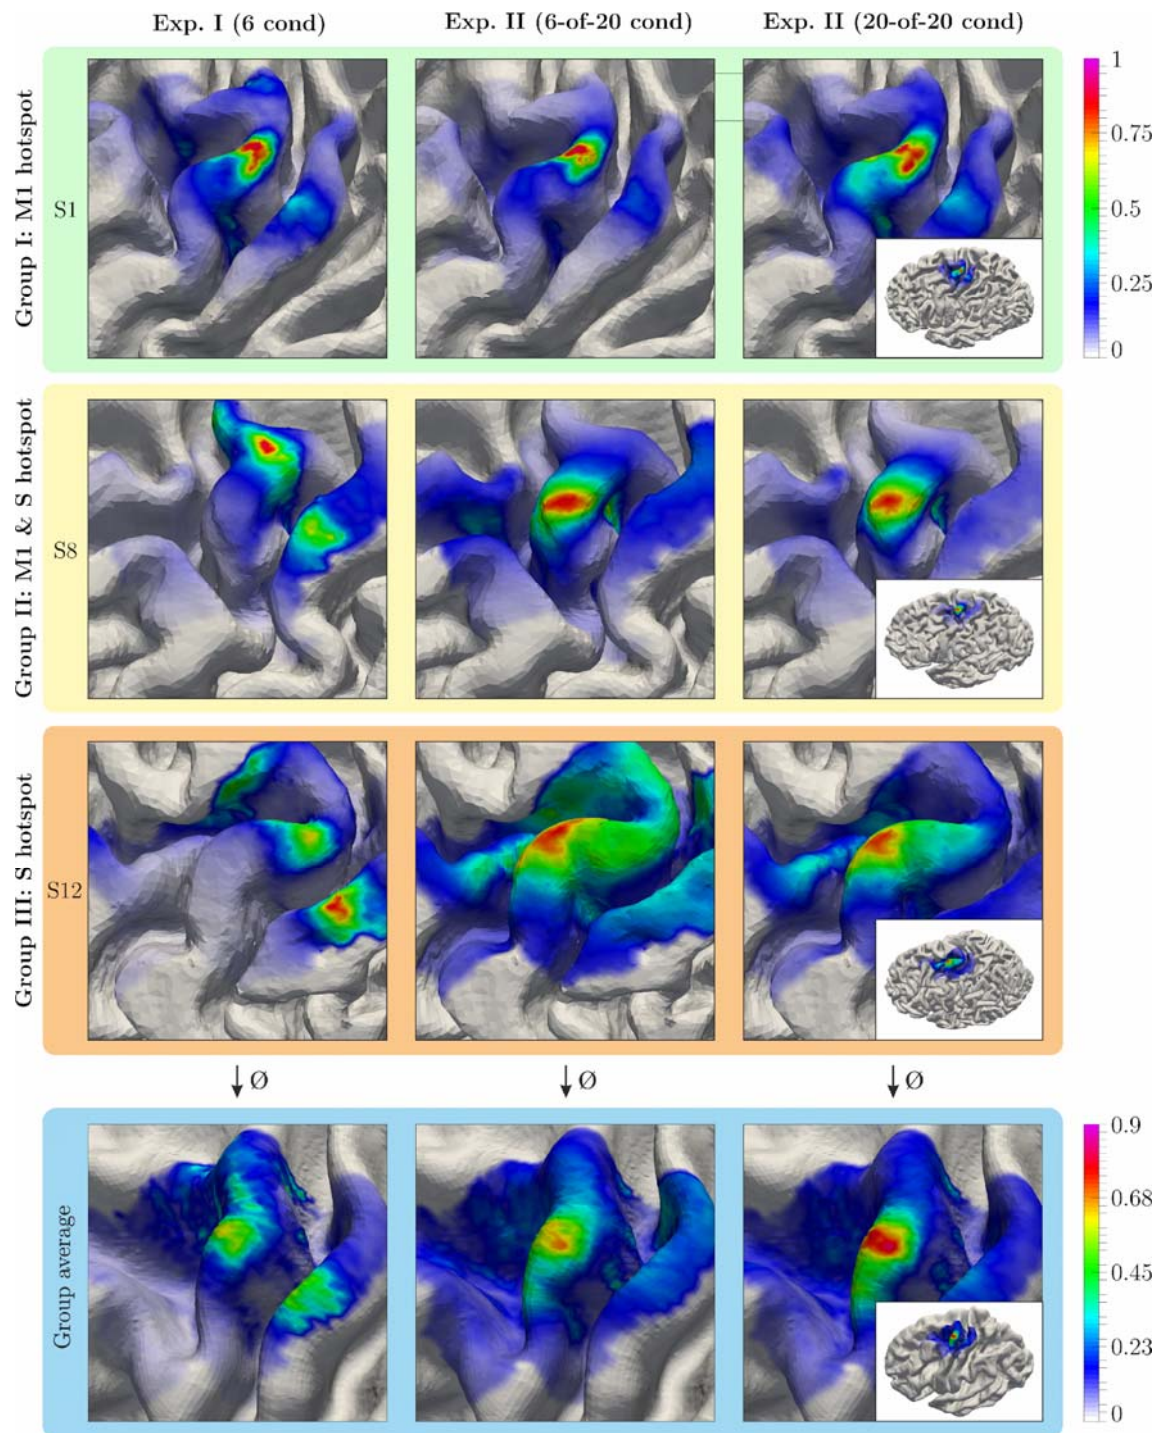 Exp. I (6 cond)
Exp. II (6-of-20 cond)
Exp. II (20-of-20 cond)
Group I: M1 hotspot
S1
1
0.75
0.5
0.25
0
Group II: M1 & S hotspot
S8
Group III: S hotspot
S12
Ø
Ø
Ø
Group average
0.9
0.68
0.45
0.23
0